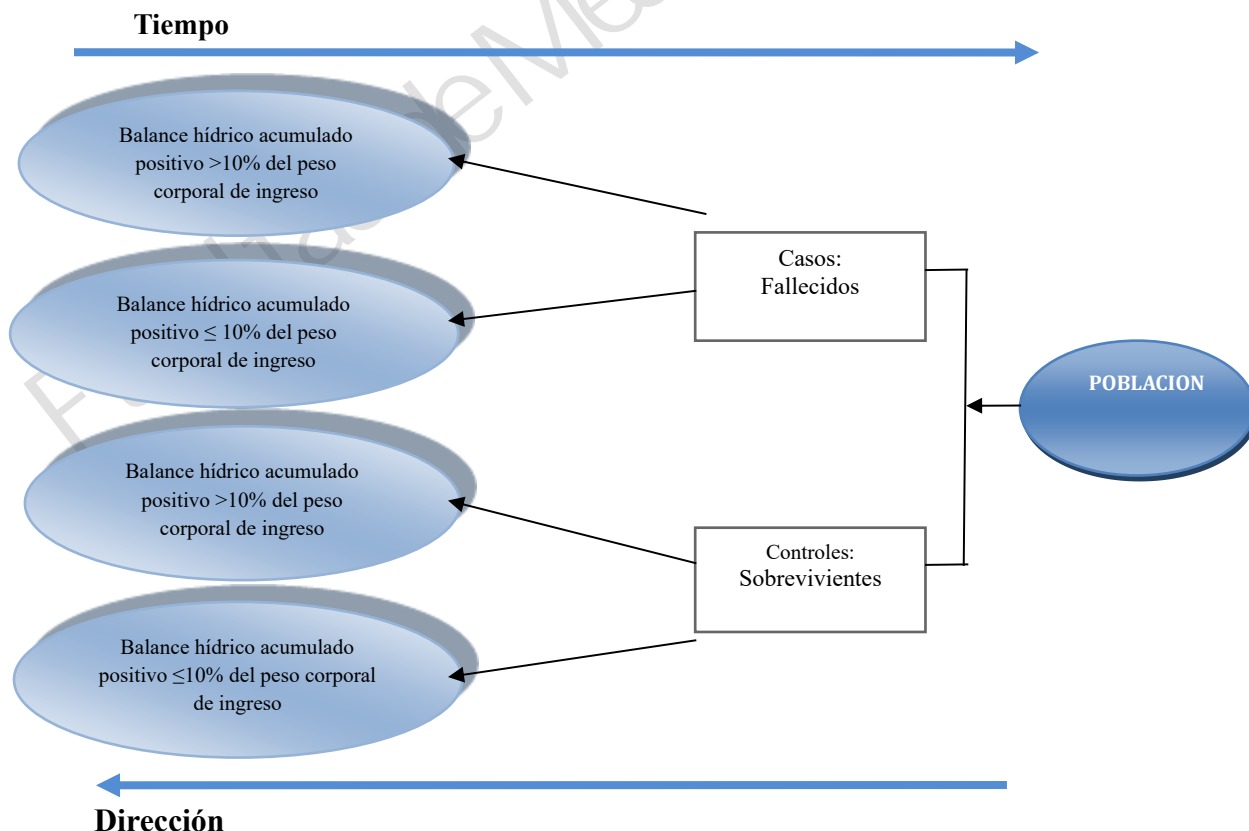 Tiempo
Balance hídrico acumulado
positivo >10% del peso
corporal de ingreso
Balance hídrico acumulado
positivo ≤ 10% del peso
corporal de ingreso
Balance hídrico acumulado
positivo >10% del peso
corporal de ingreso
Balance hídrico acumulado
positivo ≤10% del peso corporal
de ingreso
Casos:
Fallecidos
Controles:
Sobrevivientes
POBLACION
Dirección